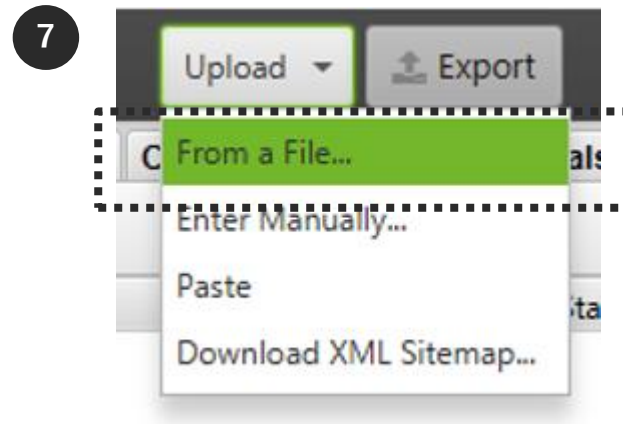 7
Upload Export
From a File...
Enter Manually...
Paste
Download XML Sitemap...